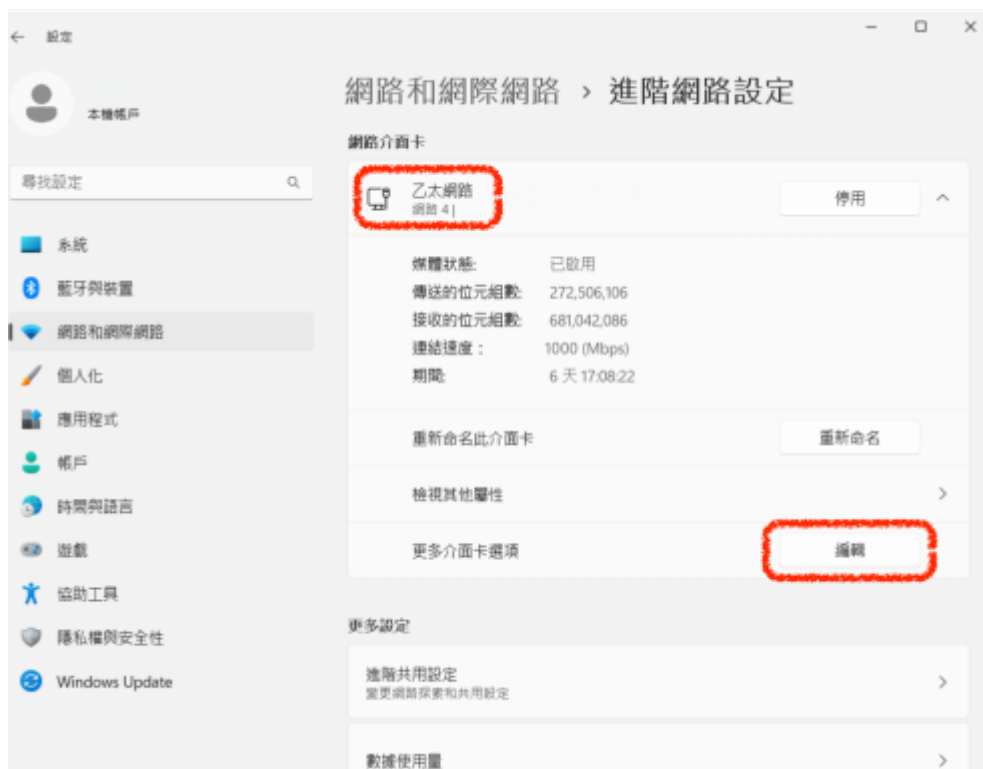 設定
本機帳戶
尋找設定
系統
藍牙與裝置
網路和網際網路
個人化
應用程式
帳戶
時間與語言
遊戲
協助工具
隱私權與安全性
Windows Update
網路和網際網路 › 進階網路設定
網路介面卡
乙太網路
網路 4 |
停用
媒體狀態: 已啟用
傳送的位元組數: 272,506,106
接收的位元組數: 681,042,086
連結速度： 1000 (Mbps)
期間: 6 天 17:08:22
重新命名此介面卡 重新命名
檢視其他屬性
更多介面卡選項 編輯
更多設定
進階共用設定
變更網路探索和共用設定
數據使用量